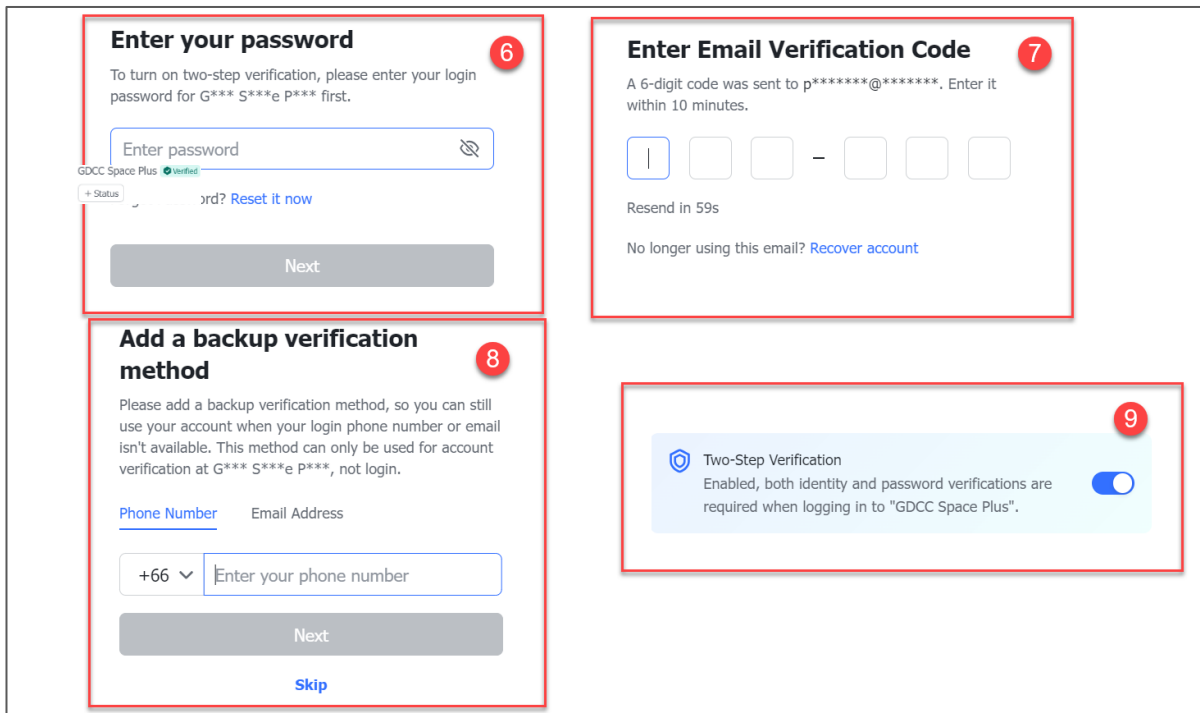 Enter your password
6
To turn on two-step verification, please enter your login
password for G*** S***e P*** first.
Enter password
GDCC Space Plus Verified
+ Status
rd? Reset it now
Next
Enter Email Verification Code
7
A 6-digit code was sent to p*******@*******. Enter it
within 10 minutes.
–
Resend in 59s
No longer using this email? Recover account
Add a backup verification
method
8
Please add a backup verification method, so you can still
use your account when your login phone number or email
isn't available. This method can only be used for account
verification at G*** S***e P***, not login.
Phone Number Email Address
+66 Enter your phone number
Next
Skip
9
Two-Step Verification
Enabled, both identity and password verifications are
required when logging in to "GDCC Space Plus".